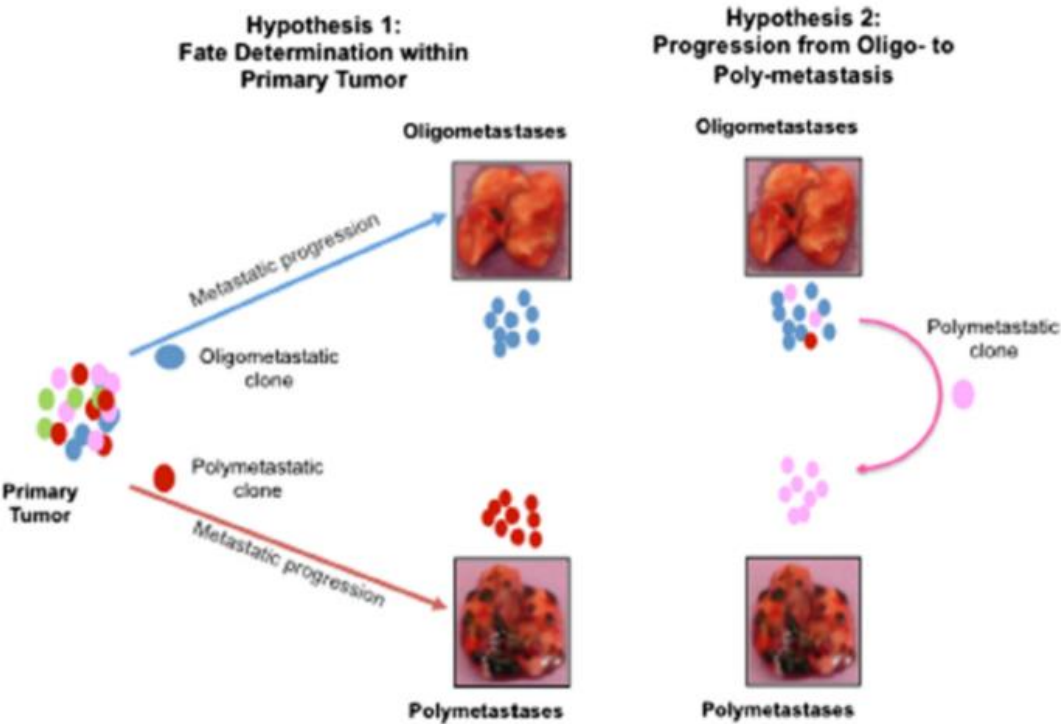 Hypothesis 1:
Fate Determination within
Primary Tumor
Oligometastases
Metastatic progression
Oligometastatic
clone
Primary
Tumor
Polymetastatic
clone
Metastatic progression
Polymetastases
Hypothesis 2:
Progression from Oligo- to
Poly-metastasis
Oligometastases
Polymetastatic
clone
Polymetastases